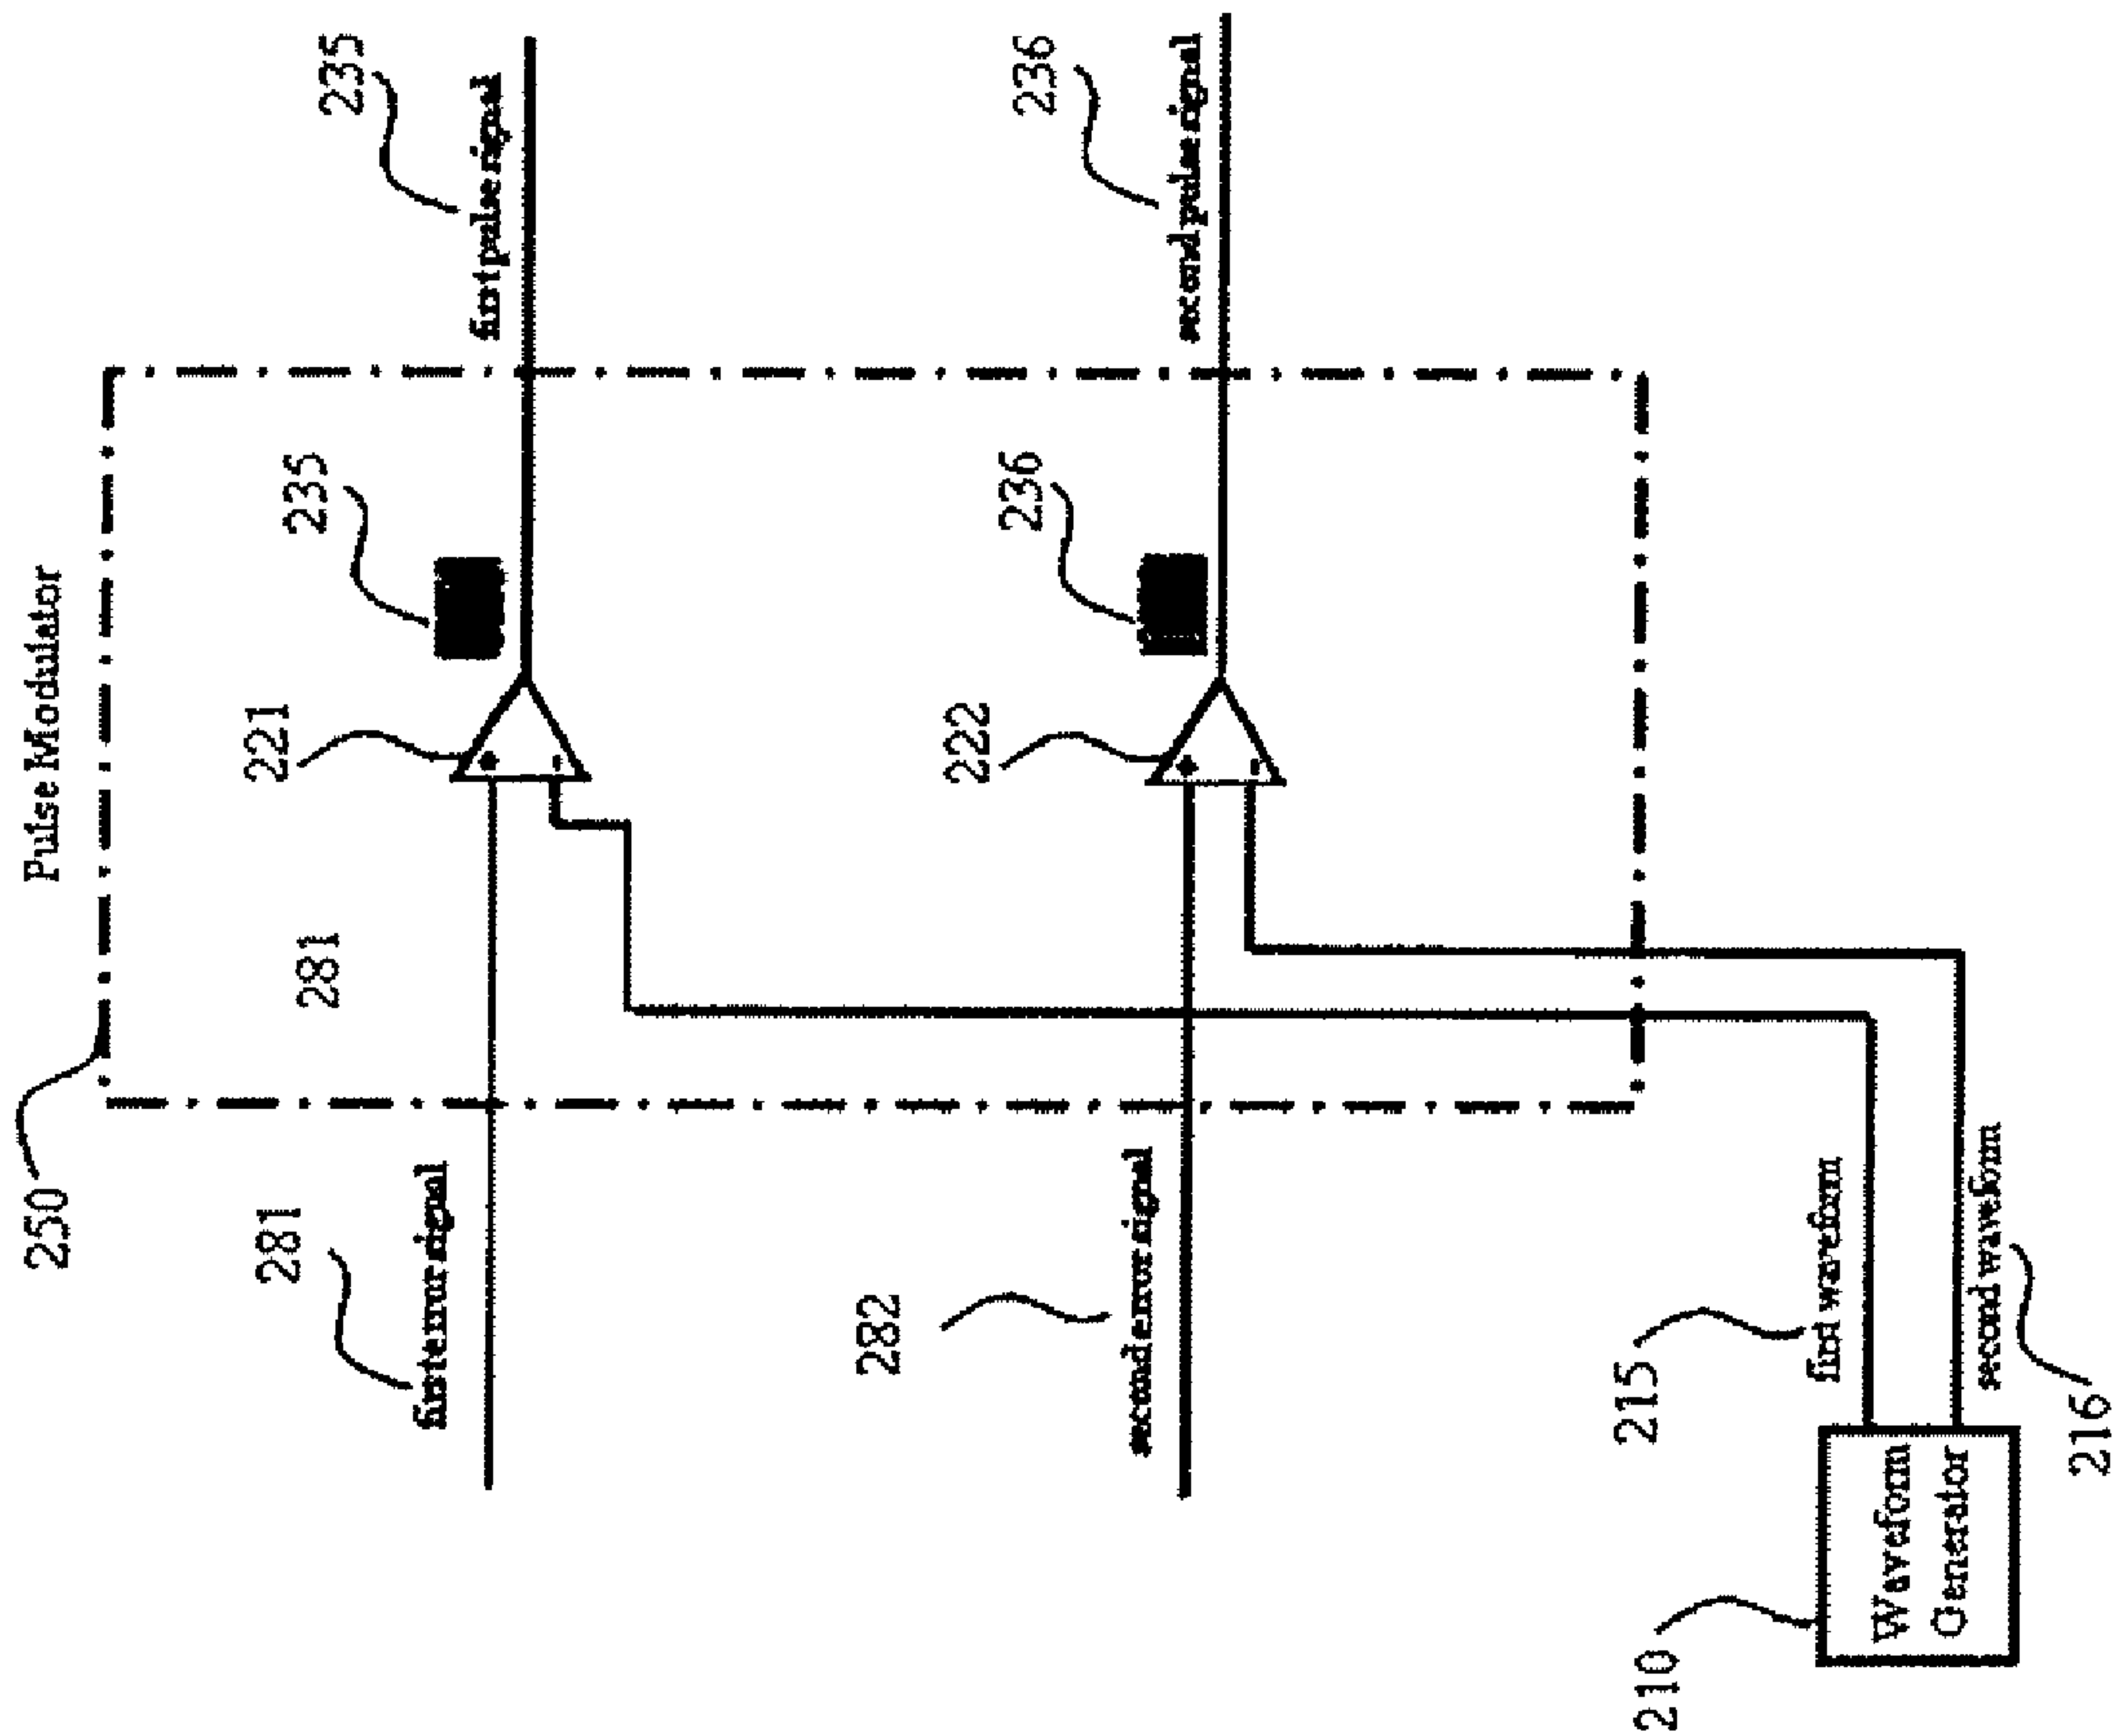 Pulse Modulator
250
281
first error signal
281
221
235
first pulse signal
235
282
second error signal
222
236
second pulse signal
236
215
first waveform
210
Waveform
Generator
second waveform
216